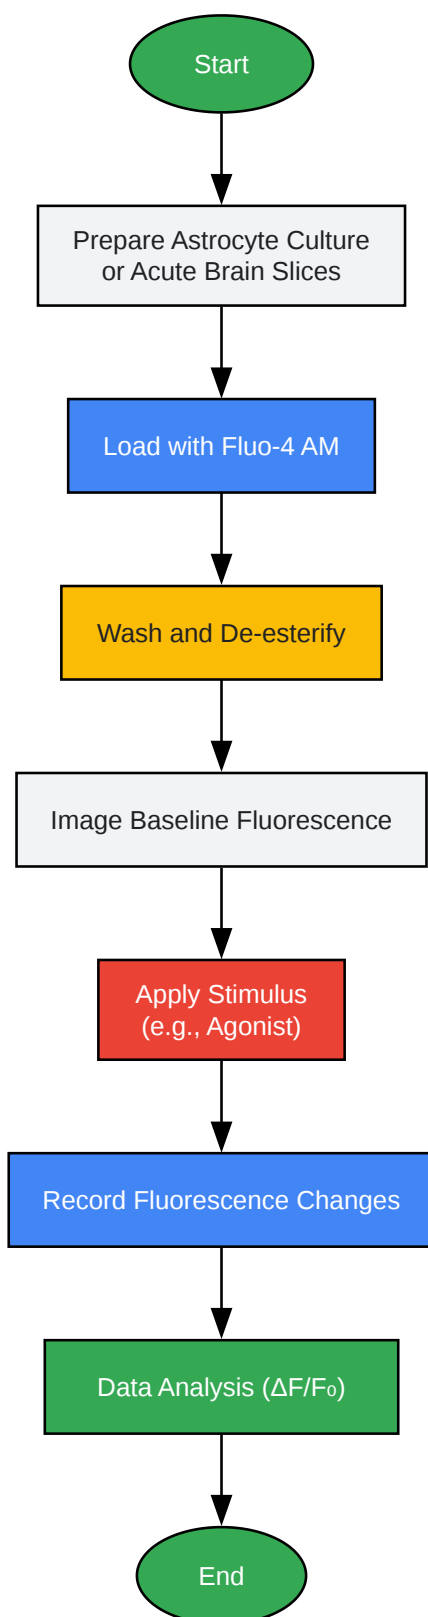 Start
Prepare Astrocyte Culture
or Acute Brain Slices
Load with Fluo-4 AM
Wash and De-esterify
Image Baseline Fluorescence
Apply Stimulus
(e.g., Agonist)
Record Fluorescence Changes
Data Analysis (ΔF/F₀)
End